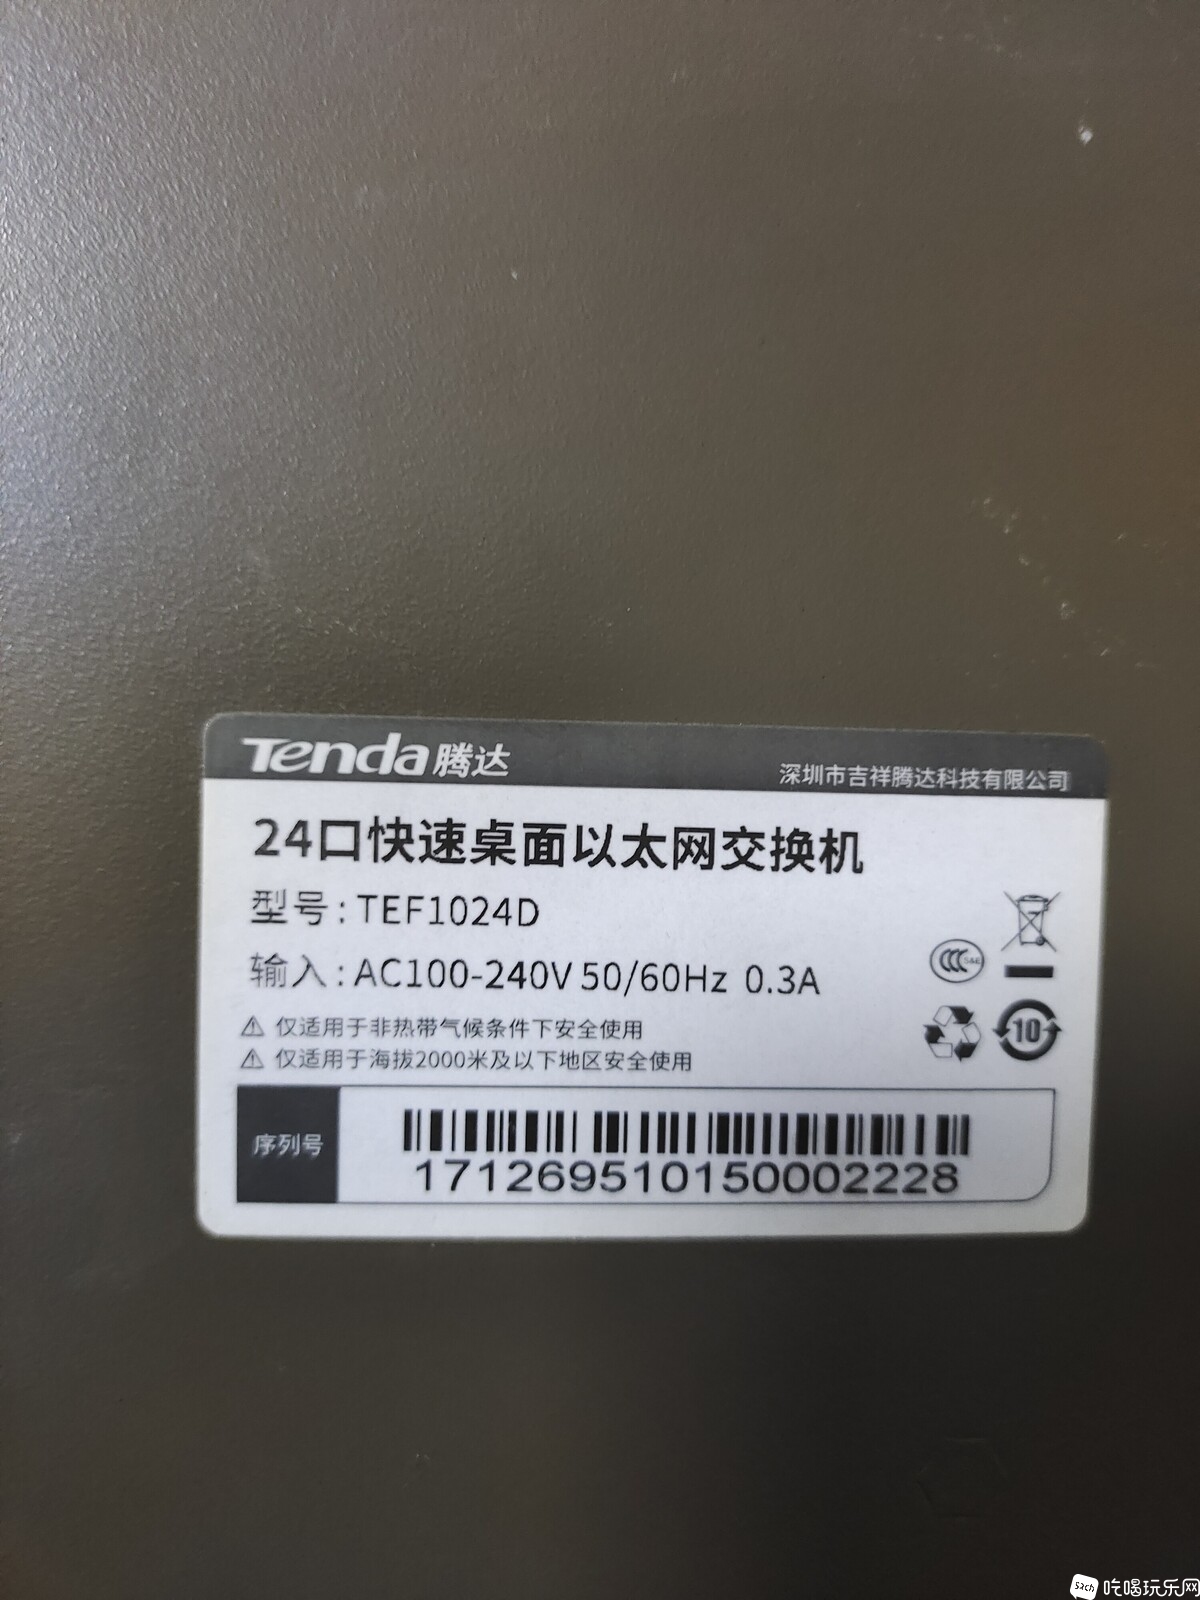 Tenda腾达
深圳市吉祥腾达科技有限公司
24口快速桌面以太网交换机
型号:TEF1024D
输入:AC100-240V 50/60Hz 0.3A
仅适用于非热带气候条件下安全使用
仅适用于海拔2000米及以下地区安全使用
10
序列号
171269510150002228
52ch 吃喝玩乐网